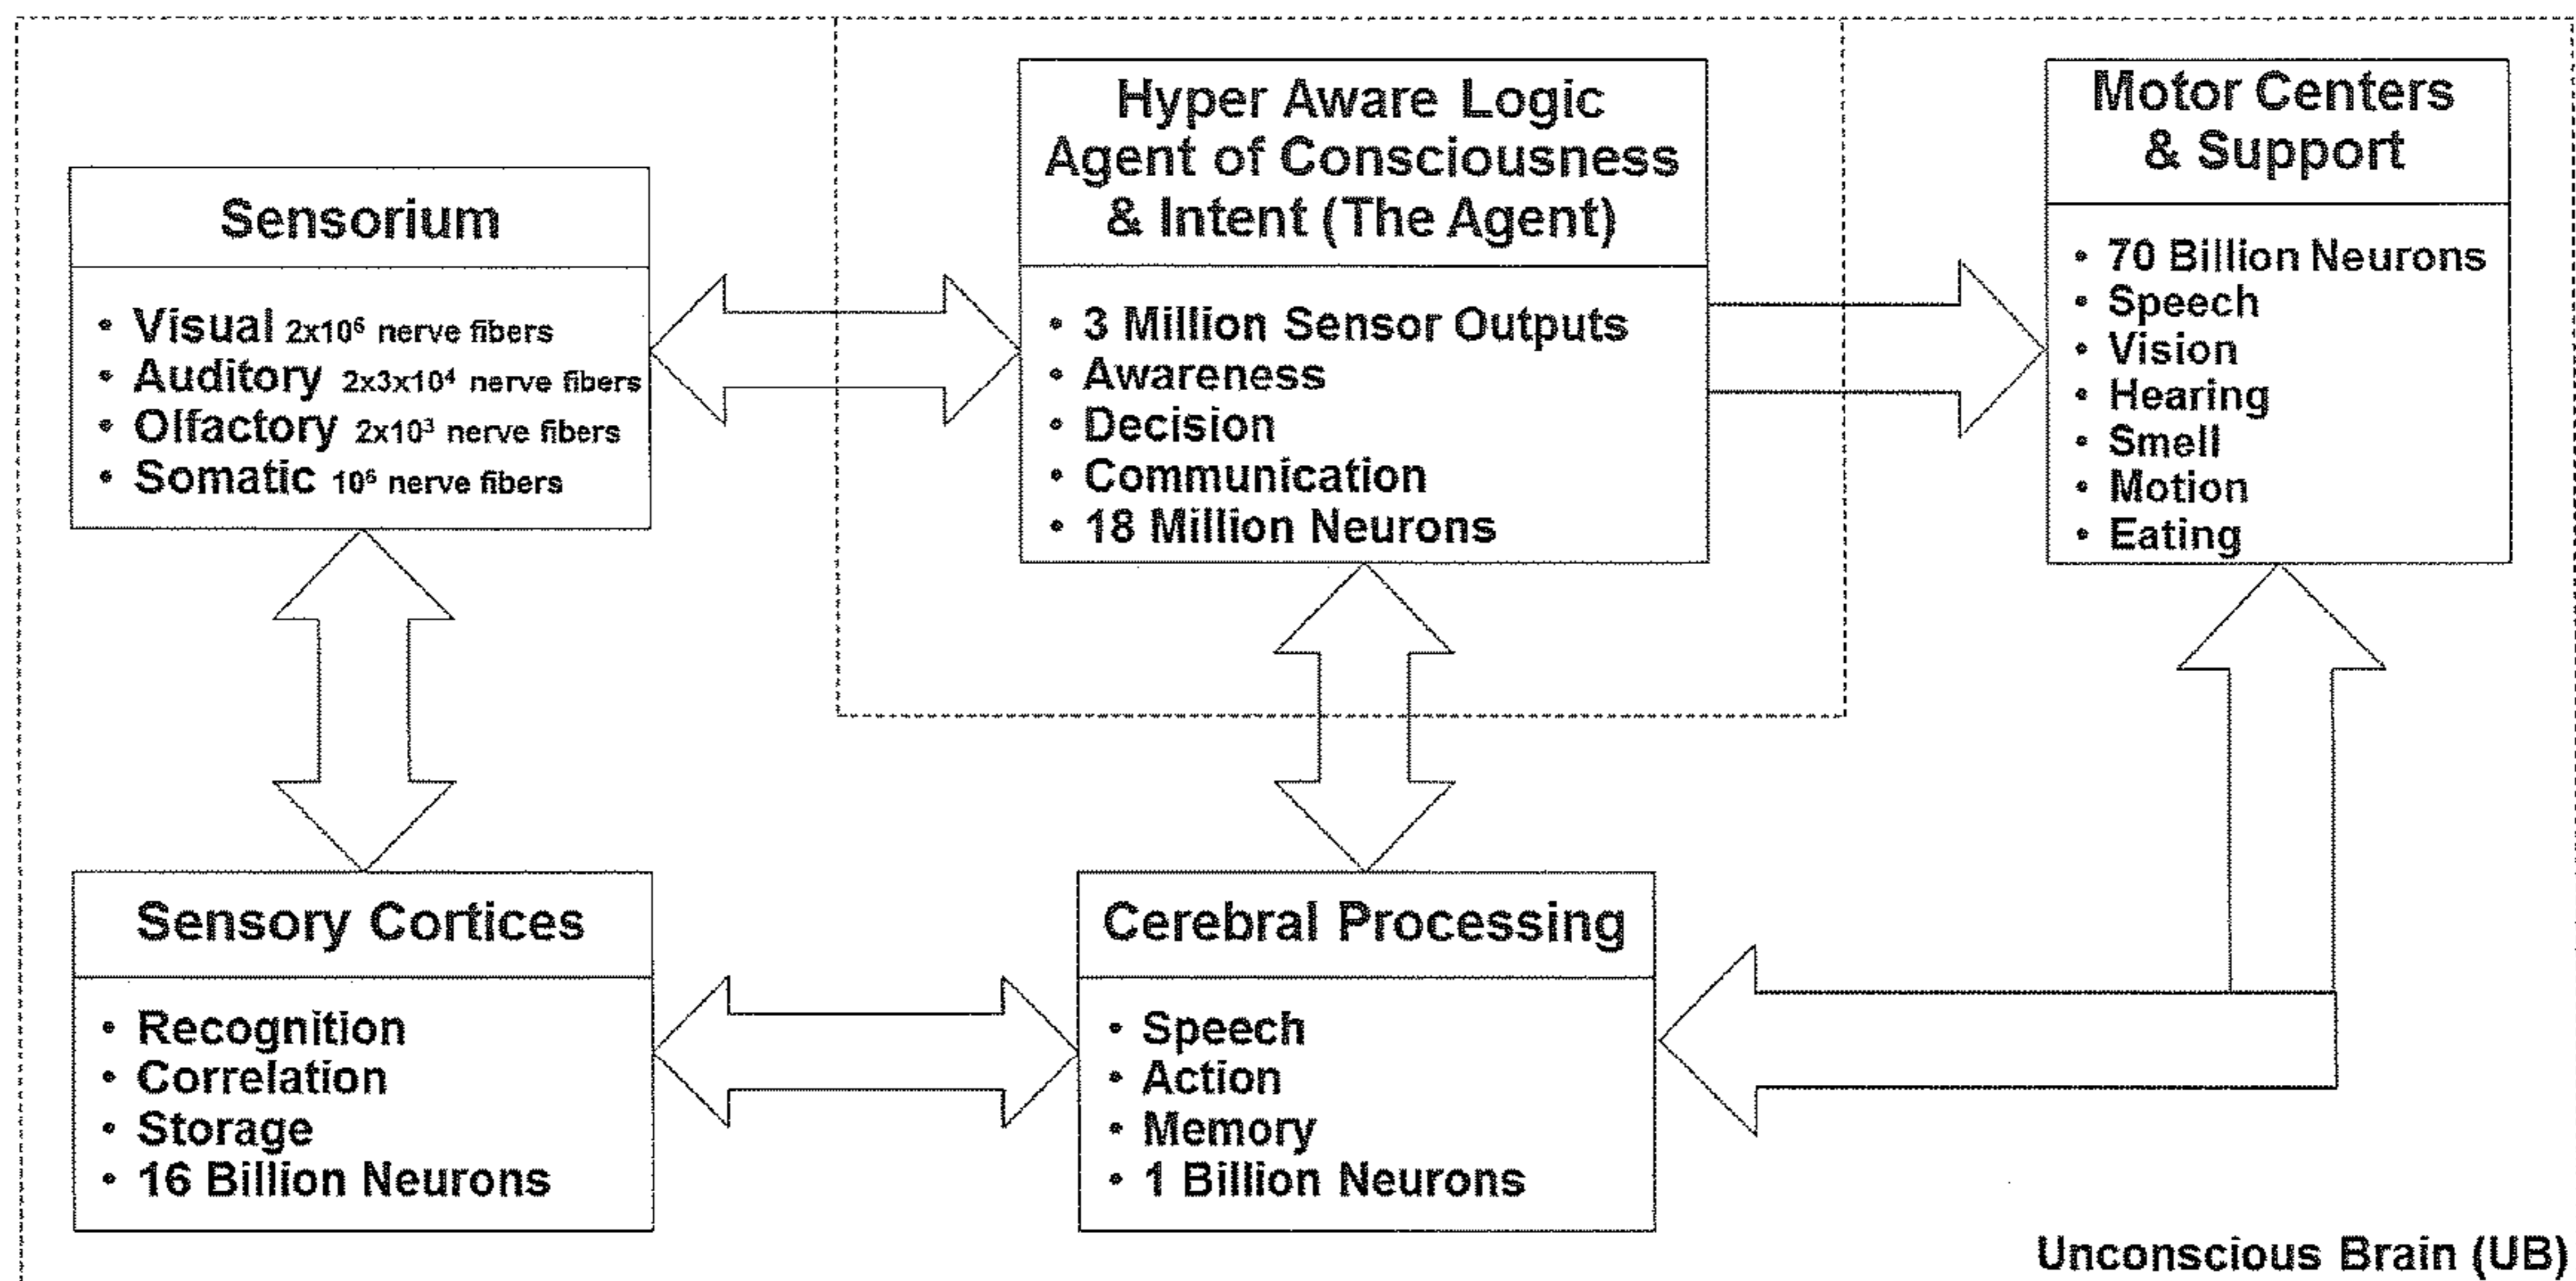 Sensorium
• Visual 2x10⁶ nerve fibers
• Auditory 2x3x10⁴ nerve fibers
• Olfactory 2x10³ nerve fibers
• Somatic 10⁶ nerve fibers
Hyper Aware Logic
Agent of Consciousness
& Intent (The Agent)
• 3 Million Sensor Outputs
• Awareness
• Decision
• Communication
• 18 Million Neurons
Motor Centers
& Support
• 70 Billion Neurons
• Speech
• Vision
• Hearing
• Smell
• Motion
• Eating
Sensory Cortices
• Recognition
• Correlation
• Storage
• 16 Billion Neurons
Cerebral Processing
• Speech
• Action
• Memory
• 1 Billion Neurons
Unconscious Brain (UB)